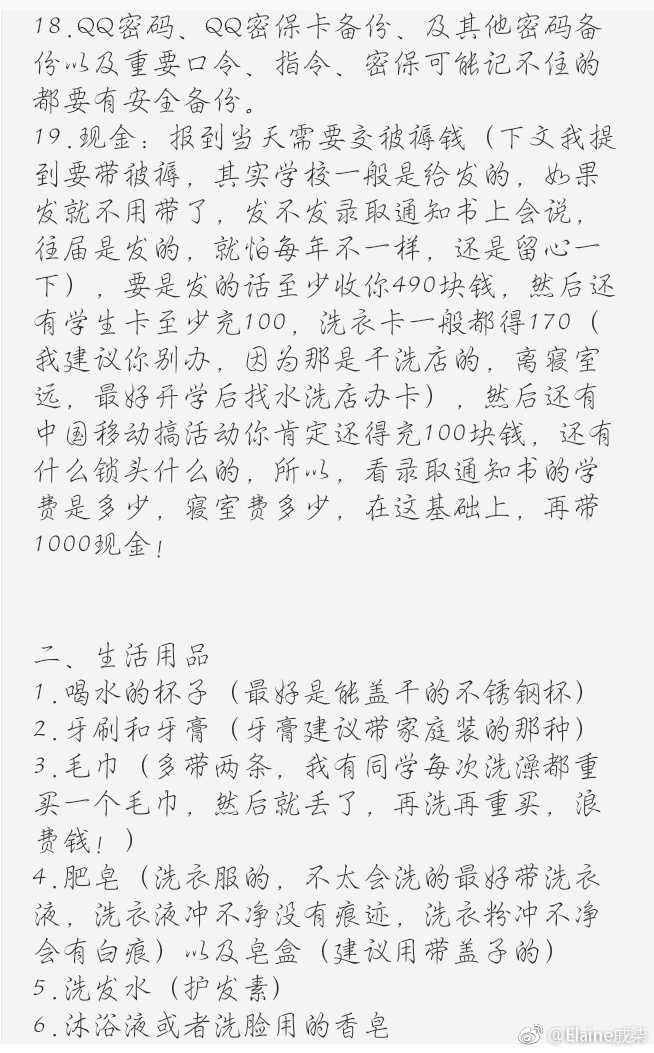 18.QQ密码、QQ密保卡备份、及其他密码备
份以及重要口令、指令、密保可能记不住的
都要有安全备份。
19.现金：报到当天需要交被褥钱（下文我提
到要带被褥，其实学校一般是给发的，如果
发就不用带了，发不发录取通知书上会说，
往届是发的，就怕每年不一样，还是留心一
下），要是发的话至少收你490块钱，然后还
有学生卡至少充100，洗衣卡一般都得170（
我建议你别办，因为那是干洗店的，离寝室
远，最好开学后找水洗店办卡），然后还有
中国移动搞活动你肯定还得充100块钱，还有
什么锁头什么的，所以，看录取通知书的学
费是多少，寝室费多少，在这基础上，再带
1000现金！
二、生活用品
1.喝水的杯子（最好是能盖干的不锈钢杯）
2.牙刷和牙膏（牙膏建议带家庭装的那种）
3.毛巾（多带两条，我有同学每次洗澡都重
买一个毛巾，然后就丢了，再洗再重买，浪
费钱！）
4.肥皂（洗衣服的，不太会洗的最好带洗衣
液，洗衣液冲不净没有痕迹，洗衣粉冲不净
会有白痕）以及皂盒（建议用带盖子的）
5.洗发水（护发素）
6.沐浴液或者洗脸用的香皂
@Elaine